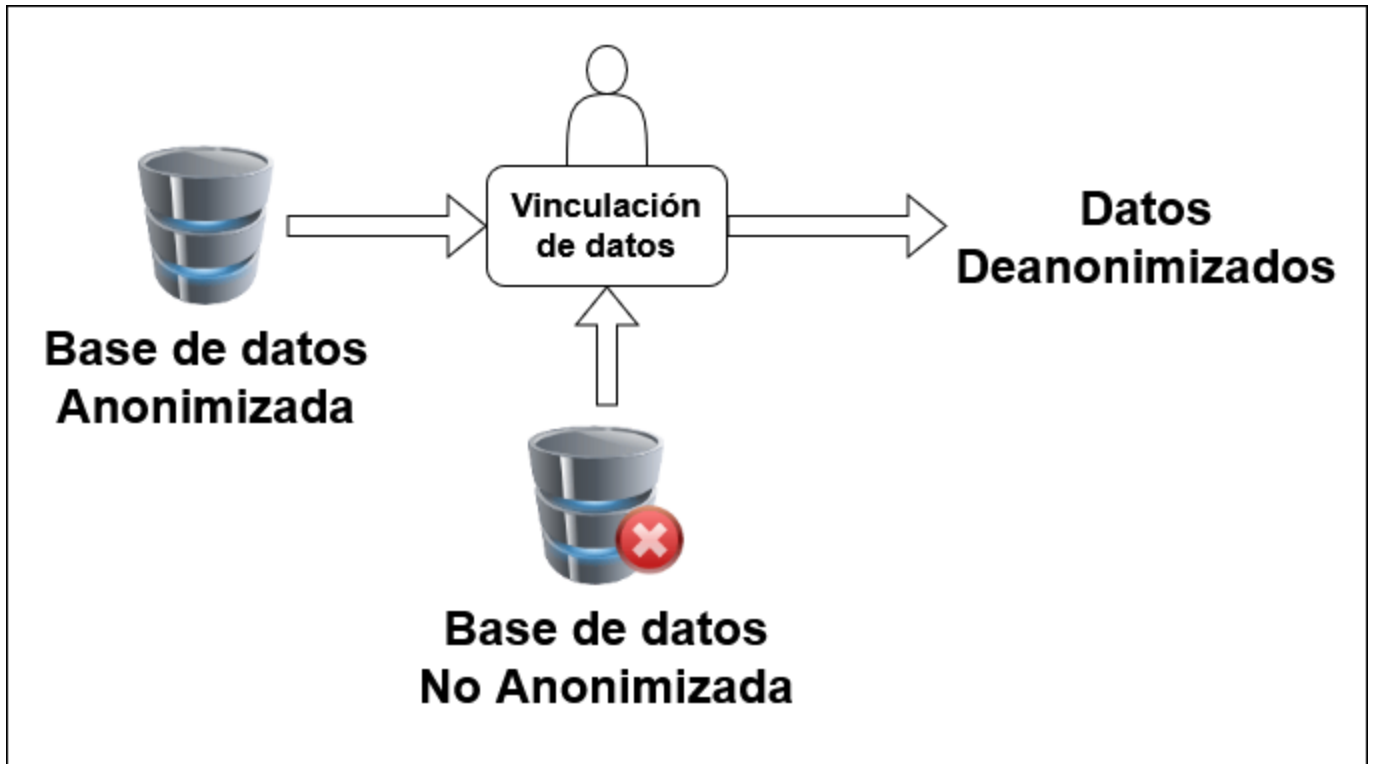 Vinculación
de datos
Datos
Deanonimizados
Base de datos
Anonimizada
Base de datos
No Anonimizada